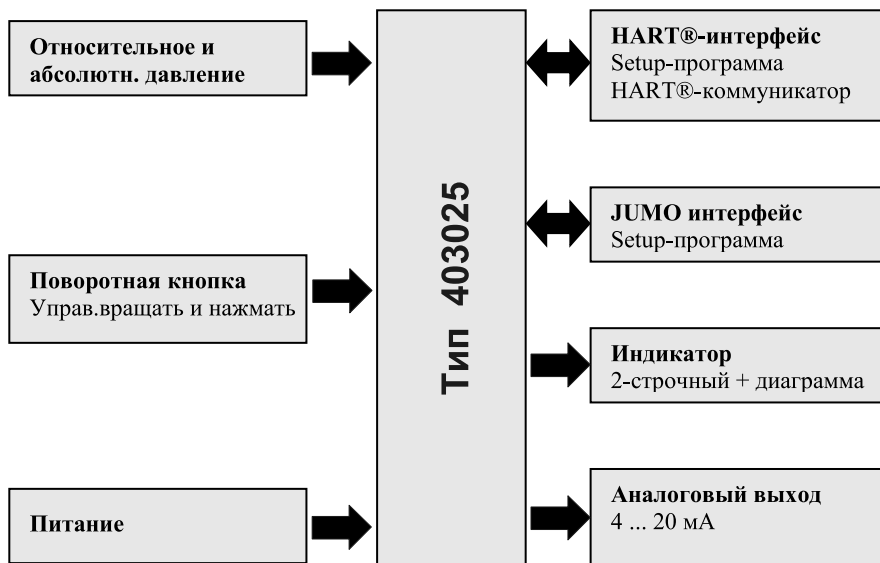 Относительное и
абсолютн. давление
Поворотная кнопка
Управ.вращать и нажмать
Питание
Тип 403025
HART®-интерфейс
Setup-программа
HART®-коммуникатор
JUMO интерфейс
Setup-программа
Индикатор
2-строчный + диаграмма
Аналоговый выход
4 ... 20 мА